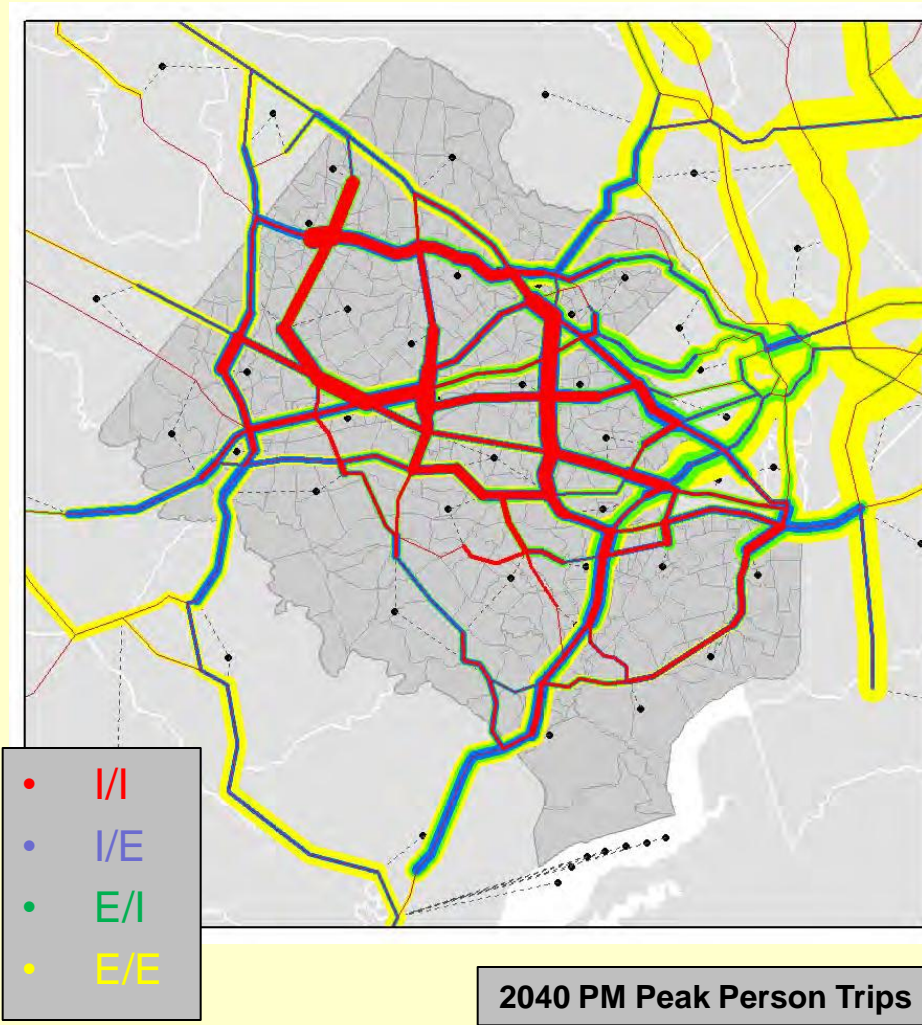 • I/I
• I/E
• E/I
• E/E
2040 PM Peak Person Trips